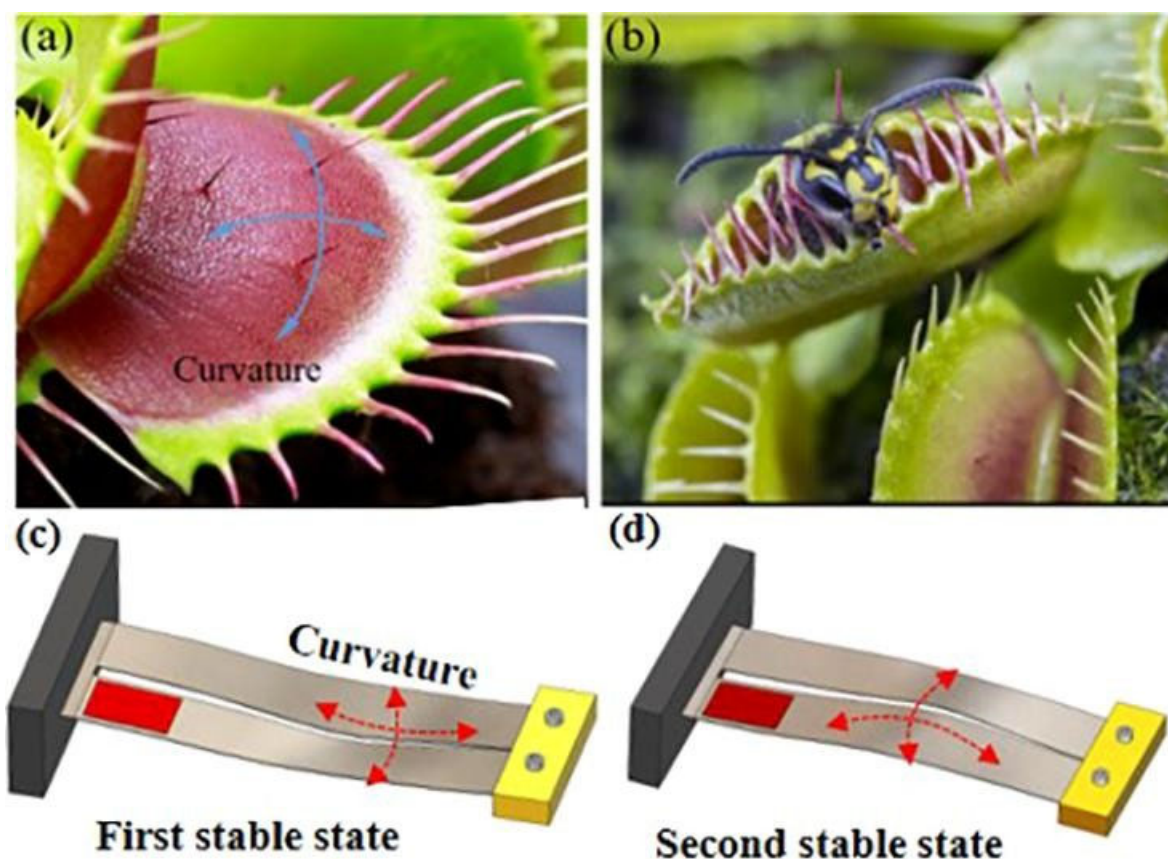 (a)
(b)
Curvature
(c)
(d)
Curvature
First stable state
Second stable state